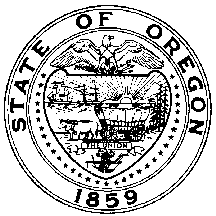 STATE OF OREGON
THE UNION
1859